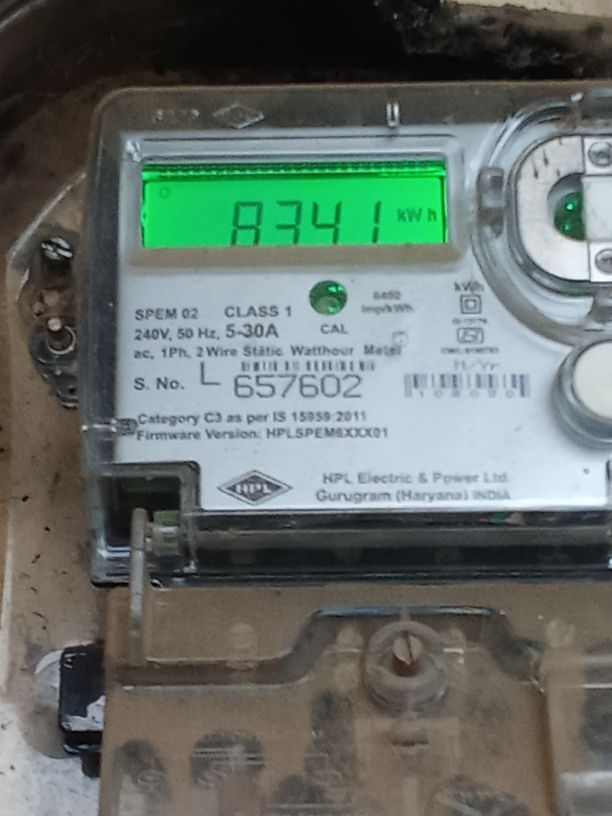 8341 kWh
SPEM 02 CLASS 1
6400 imp/kWh
kWh
240V, 50 Hz, 5-30A
CAL
ac, 1Ph, 2 Wire Static Watthour Meter
M/Yr
S. No. L 657602
Category C3 as per IS 15959:2011
Firmware Version: HPLSPEM6XXX01
HPL
HPL Electric & Power Ltd.
Gurugram (Haryana) INDIA